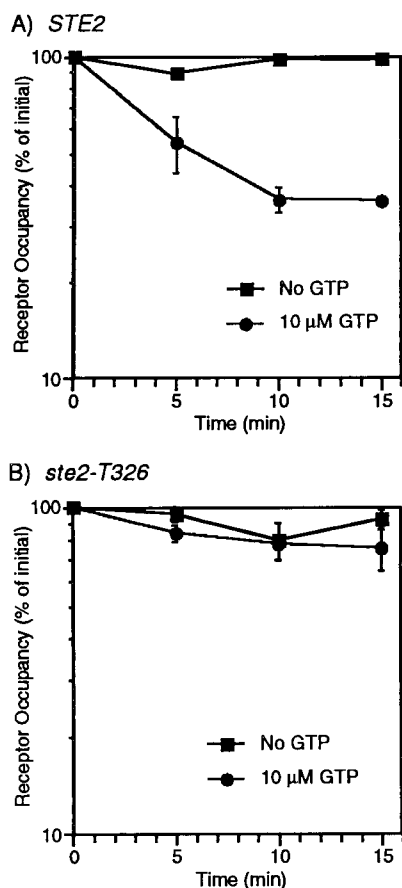 A) STE2
Receptor Occupancy (% of initial)
100
10
No GTP
10 µM GTP
0 5 10 15
Time (min)
B) ste2-T326
Receptor Occupancy (% of initial)
100
10
No GTP
10 µM GTP
0 5 10 15
Time (min)